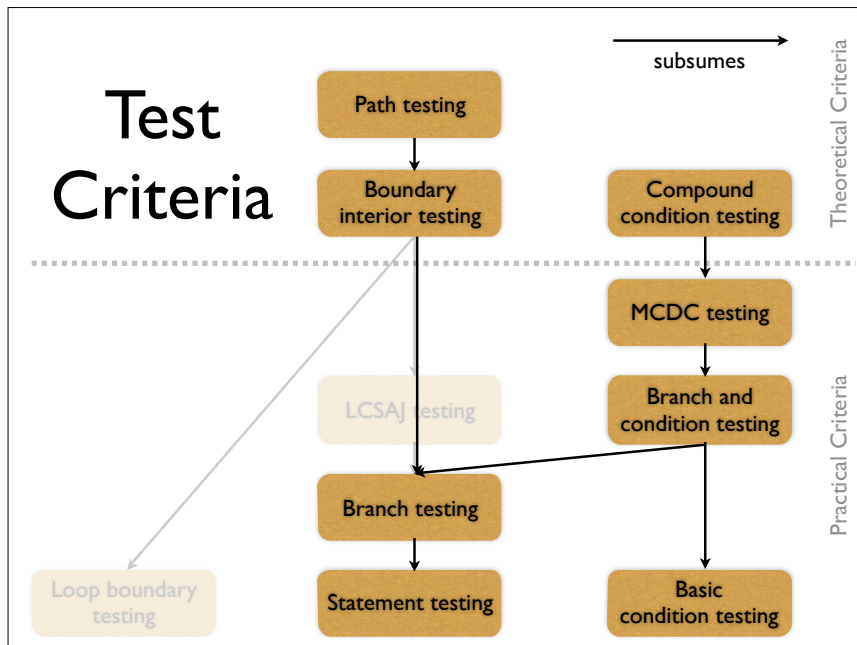 Test
Criteria
subsumes
Theoretical Criteria
Path testing
Boundary
interior testing
Compound
condition testing
MCDC testing
LCSAJ testing
Branch and
condition testing
Practical Criteria
Branch testing
Loop boundary
testing
Statement testing
Basic
condition testing